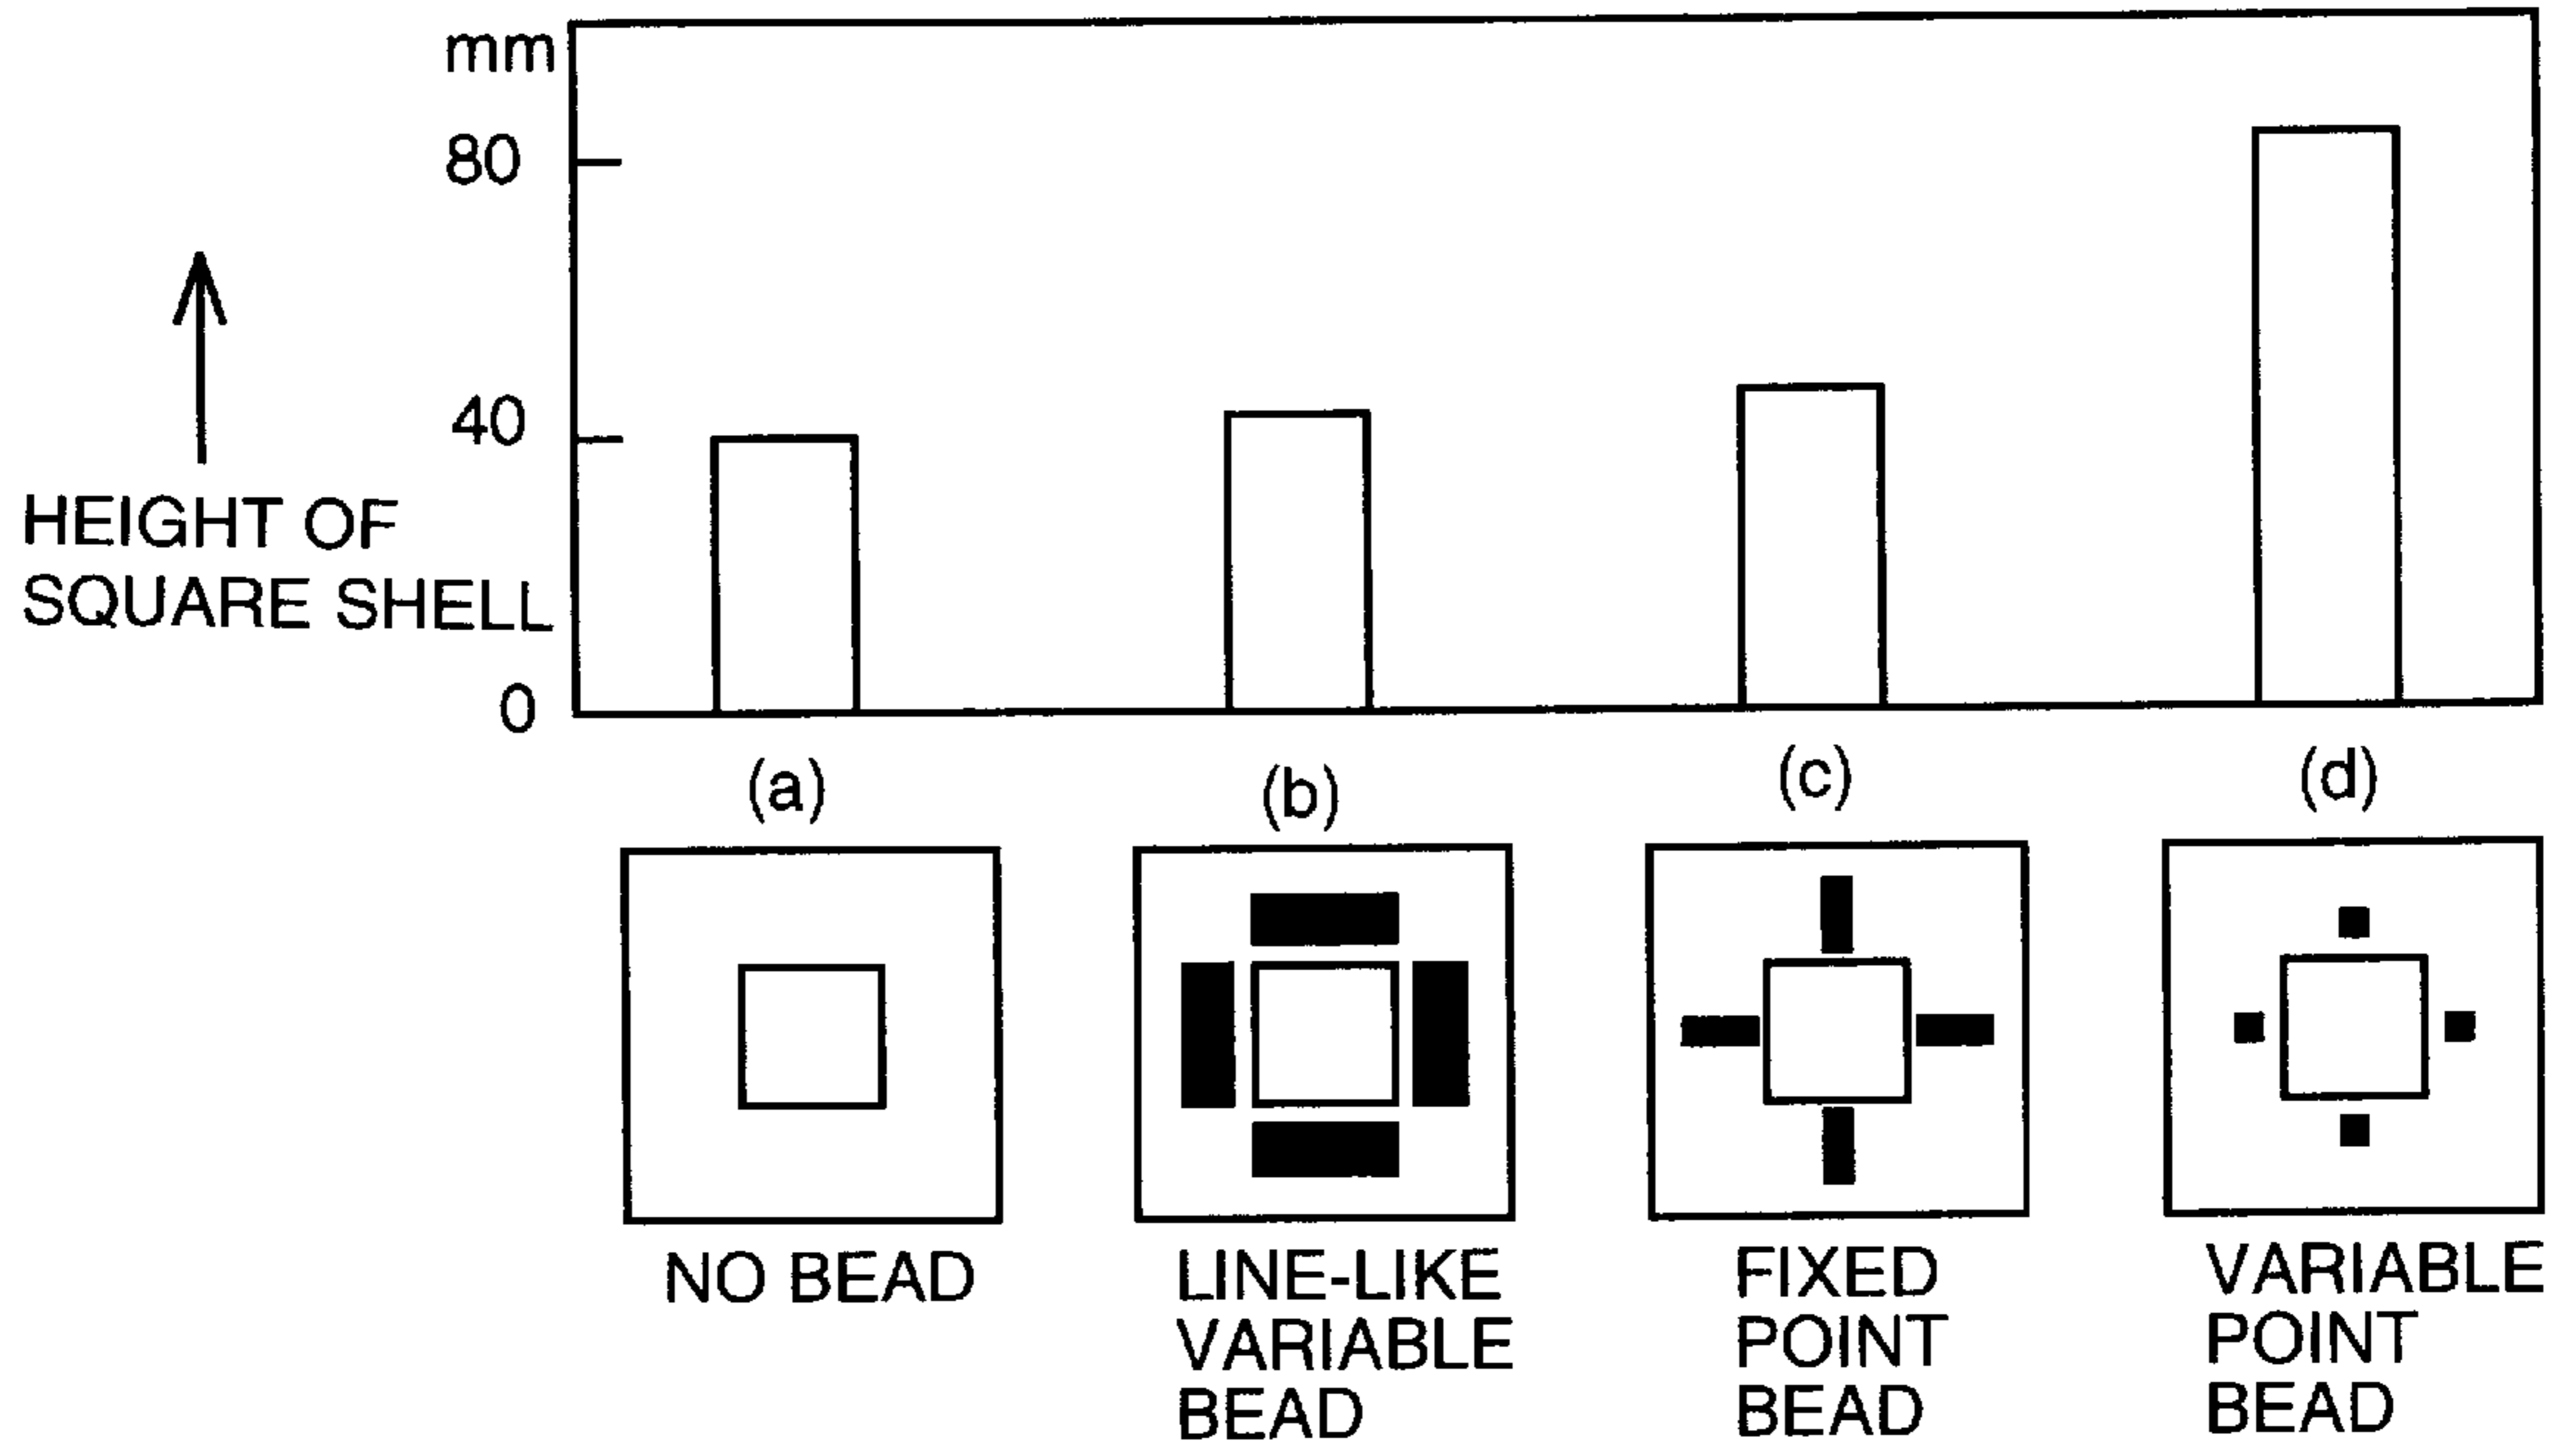 mm
80
40
HEIGHT OF
SQUARE SHELL
0
(a)
(b)
(c)
(d)
NO BEAD
LINE-LIKE
VARIABLE
BEAD
FIXED
POINT
BEAD
VARIABLE
POINT
BEAD